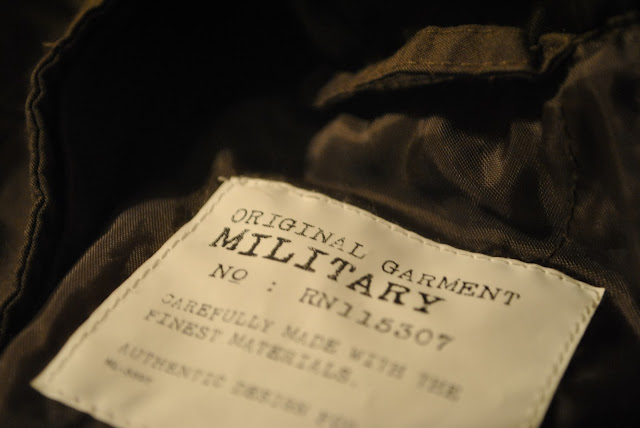 ORIGINAL GARMENT
MILITARY
Nº : RN115307
CAREFULLY MADE WITH THE
FINEST MATERIALS.
AUTHENTIC DESIGN